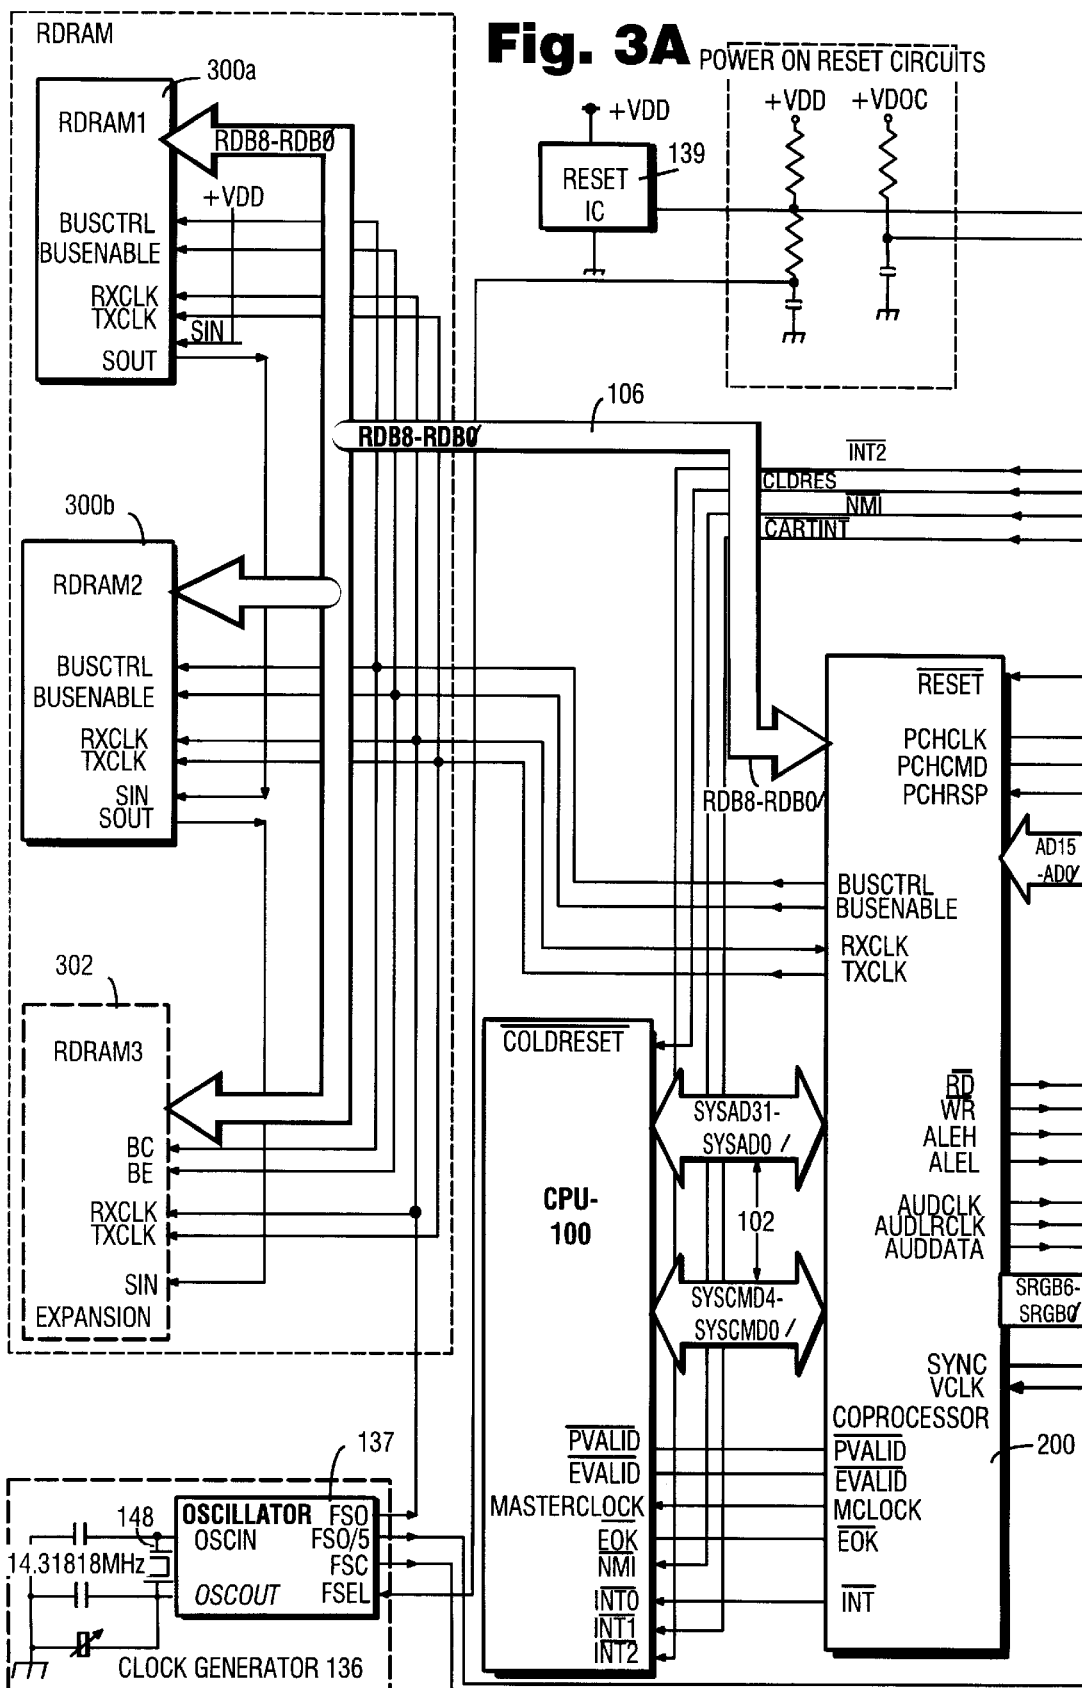 RDRAM
Fig. 3A
POWER ON RESET CIRCUITS
300a
RDRAM1
RDB8-RDB0
+VDD
BUSCTRL
BUSENABLE
RXCLK
TXCLK
SIN
SOUT
+VDD
RESET
IC
139
+VDD
+VDOC
106
RDB8-RDB0
INT2
CLDRES
NMI
CARTINT
300b
RDRAM2
BUSCTRL
BUSENABLE
RXCLK
TXCLK
SIN
SOUT
RDB8-RDB0
302
RDRAM3
BC
BE
RXCLK
TXCLK
SIN
EXPANSION
RESET
PCHCLK
PCHCMD
PCHRSP
AD15
-AD0
BUSCTRL
BUSENABLE
RXCLK
TXCLK
RD
WR
ALEH
ALEL
AUDCLK
AUDLRCLK
AUDDATA
SRGB6-
SRGB0
SYNC
VCLK
COPROCESSOR
200
PVALID
EVALID
MCLOCK
EOK
INT
COLDRESET
SYSAD31-
SYSAD0
102
SYSCMD4-
SYSCMD0
CPU-
100
PVALID
EVALID
MASTERCLOCK
EOK
NMI
INT0
INT1
INT2
137
OSCILLATOR
FSO
148
OSCIN
FSO/5
14.31818MHz
FSC
OSCOUT
FSEL
CLOCK GENERATOR 136